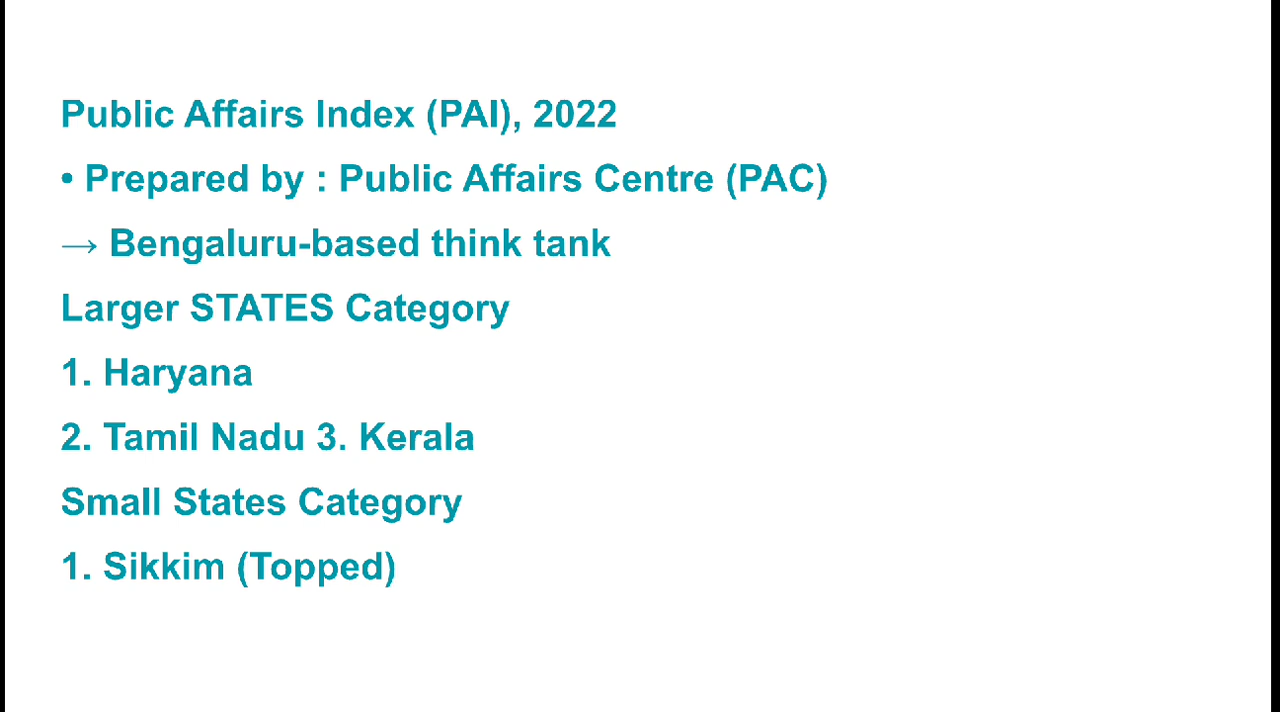 Public Affairs Index (PAI), 2022
• Prepared by : Public Affairs Centre (PAC)
→ Bengaluru-based think tank
Larger STATES Category
1. Haryana
2. Tamil Nadu 3. Kerala
Small States Category
1. Sikkim (Topped)